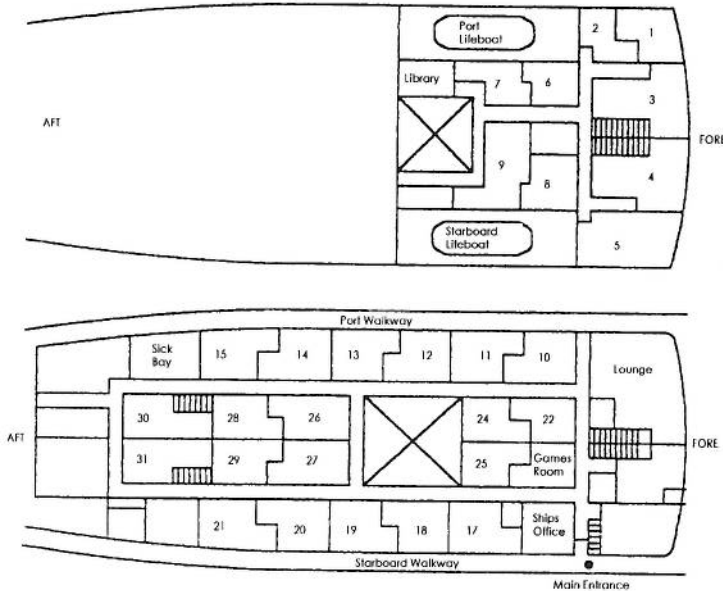 Port
Lifeboat
2
1
Library
7
6
3
AFT
FORE
9
8
4
Starboard
Lifeboat
5
Port Walkway
Sick
Bay
15
14
13
12
11
10
Lounge
30
28
26
24
22
AFT
FORE
31
29
27
25
Games
Room
21
20
19
18
17
Ships
Office
Starboard Walkway
Main Entrance